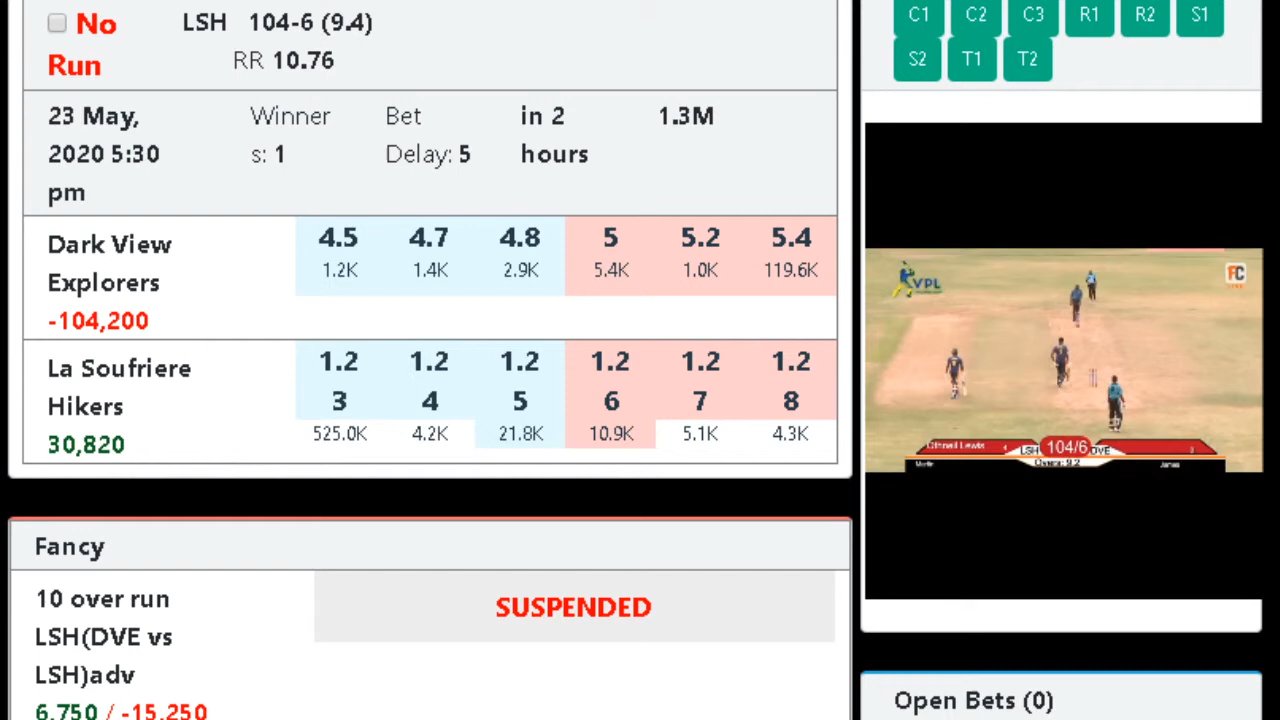 No
Run
LSH 104-6 (9.4)
RR 10.76
23 May,
2020 5:30
pm
Winner
s: 1
Bet
Delay: 5
in 2
hours
1.3M
Dark View
Explorers
-104,200
4.5 4.7 4.8 5 5.2 5.4
1.2K 1.4K 2.9K 5.4K 1.0K 119.6K
La Soufriere
Hikers
30,820
1.2 1.2 1.2 1.2 1.2 1.2
3 4 5 6 7 8
525.0K 4.2K 21.8K 10.9K 5.1K 4.3K
Fancy
10 over run
LSH(DVE vs
LSH)adv
6,750 / -15,250
SUSPENDED
C1 C2 C3 R1 R2 S1
S2 T1 T2
VPL
FC
Othneil Lewis
LSH 104/6 DVE
Overs: 9.2
James
Open Bets (0)